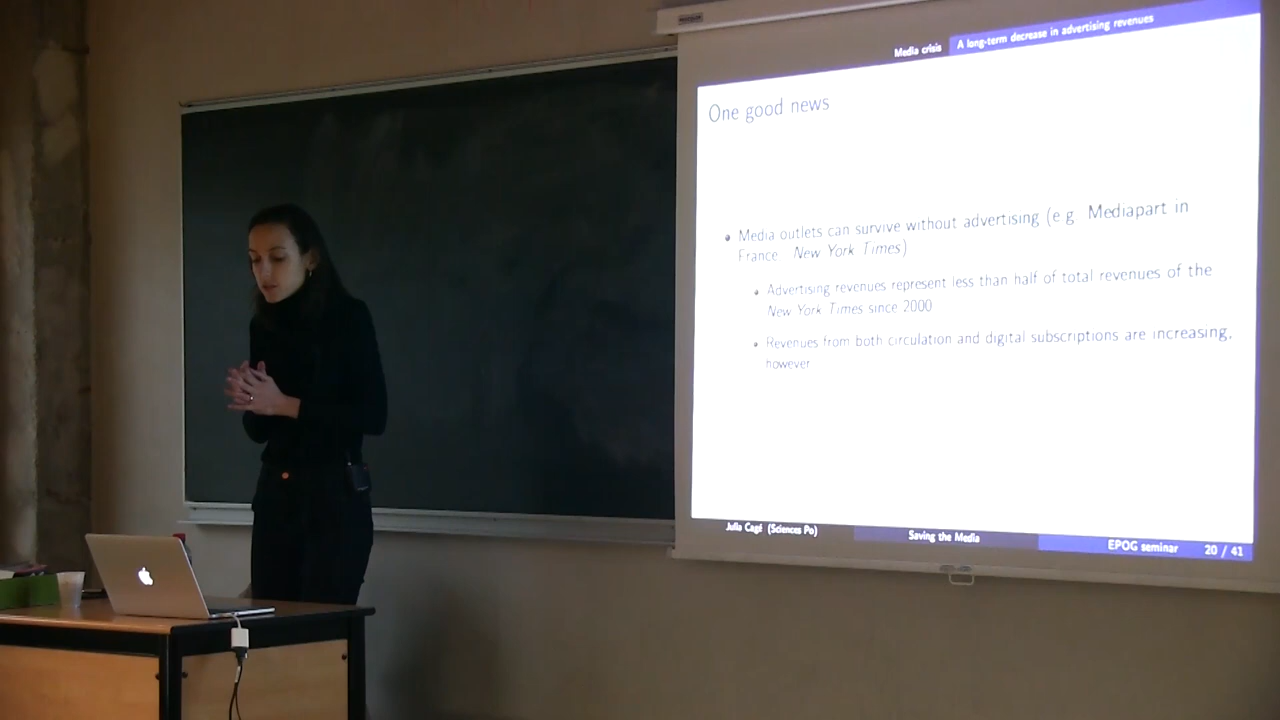 Media crisis
A long-term decrease in advertising revenues
One good news
Media outlets can survive without advertising (e g Mediapart in
France New York Times)
Advertising revenues represent less than half of total revenues of the
New York Times since 2000
Revenues from both circulation and digital subscriptions are increasing,
however
Julia Cagé (Sciences Po)
Saving the Media
EPOG seminar
20 / 41